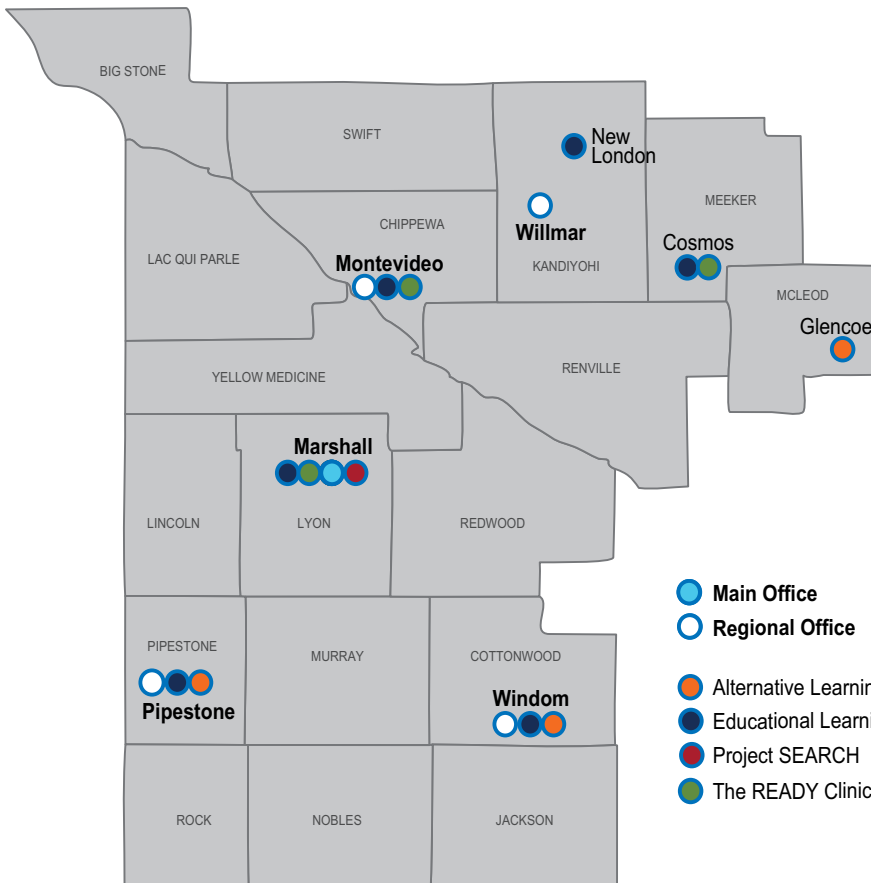 BIG STONE
SWIFT
New
London
MEEKER
CHIPPEWA
Willmar
Cosmos
LAC QUI PARLE
Montevideo
KANDIYOHI
MCLEOD
Glencoe
RENVILLE
YELLOW MEDICINE
Marshall
LINCOLN
LYON
REDWOOD
Main Office
Regional Office
PIPESTONE
MURRAY
COTTONWOOD
Pipestone
Windom
Alternative Learnin
Educational Learni
Project SEARCH
The READY Clinic
ROCK
NOBLES
JACKSON